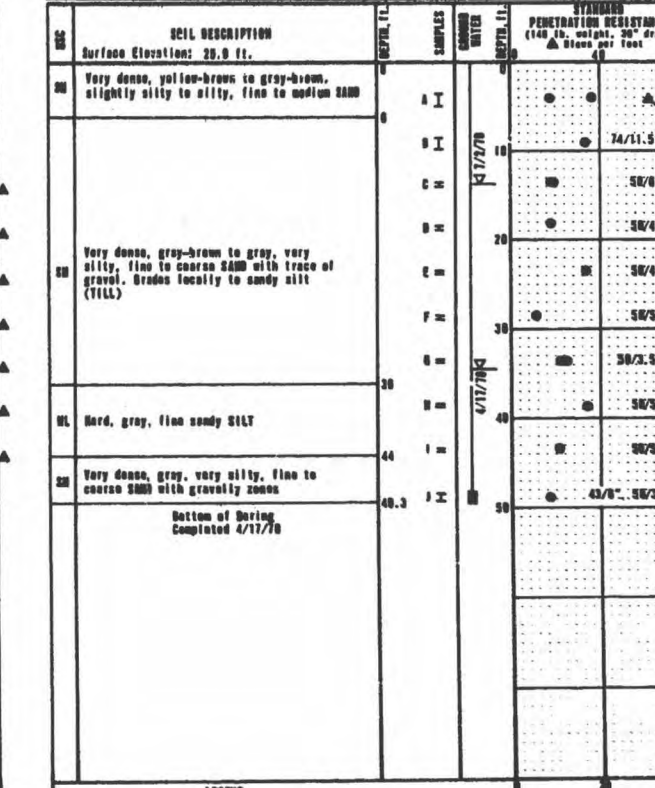 USC
SOIL DESCRIPTION
Surface Elevation: 25.0 ft.
DEPTH, ft.
SAMPLES
GROUND WATER
DEPTH, ft.
STANDARD
PENETRATION RESISTAN
(140 lb. weight, 30" dr
▲ Blows per foot
0 40
SM
Very dense, yellow-brown to gray-brown,
slightly silty to silty, fine to medium SAND
6
A
B
74/11.5
7/2/78
10
C
50/6
D
50/4
20
SM
Very dense, gray-brown to gray, very
silty, fine to coarse SAND with trace of
gravel. Grades locally to sandy silt
(TILL)
E
50/4
F
50/5
30
G
50/3.5
4/17/78
36
ML
Hard, gray, fine sandy SILT
H
50/5
40
44
I
50/5
SM
Very dense, gray, very silty, fine to
coarse SAND with gravelly zones
J
43/6" 50/3
49.3
50
Bottom of Boring
Completed 4/17/78
0 20